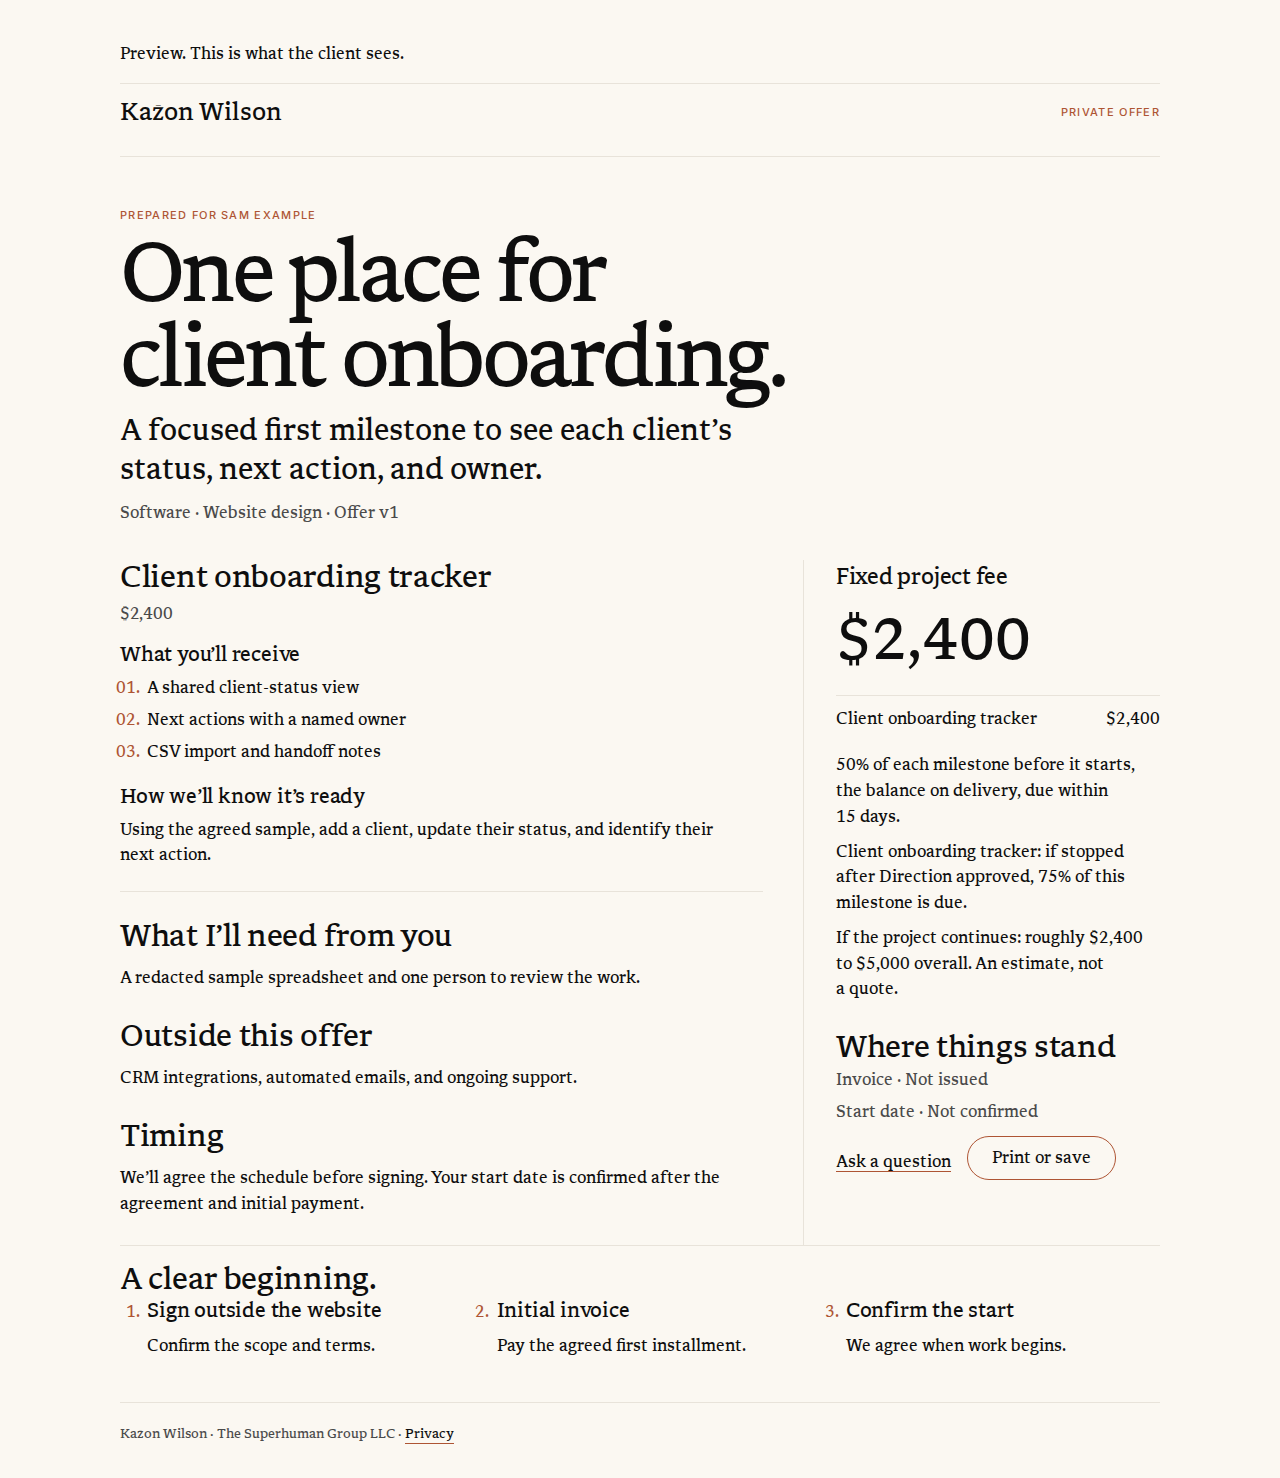 Preview. This is what the client sees.
Kazon Wilson
PRIVATE OFFER
PREPARED FOR SAM EXAMPLE
One place for
client onboarding.
A focused first milestone to see each client’s
status, next action, and owner.
Software · Website design · Offer v1
Client onboarding tracker
$2,400
What you’ll receive
01. A shared client-status view
02. Next actions with a named owner
03. CSV import and handoff notes
How we’ll know it’s ready
Using the agreed sample, add a client, update their status, and identify their
next action.
What I’ll need from you
A redacted sample spreadsheet and one person to review the work.
Outside this offer
CRM integrations, automated emails, and ongoing support.
Timing
We’ll agree the schedule before signing. Your start date is confirmed after the
agreement and initial payment.
Fixed project fee
$2,400
Client onboarding tracker $2,400
50% of each milestone before it starts,
the balance on delivery, due within
15 days.
Client onboarding tracker: if stopped
after Direction approved, 75% of this
milestone is due.
If the project continues: roughly $2,400
to $5,000 overall. An estimate, not
a quote.
Where things stand
Invoice · Not issued
Start date · Not confirmed
Ask a question
Print or save
A clear beginning.
1. Sign outside the website
Confirm the scope and terms.
2. Initial invoice
Pay the agreed first installment.
3. Confirm the start
We agree when work begins.
Kazon Wilson · The Superhuman Group LLC · Privacy